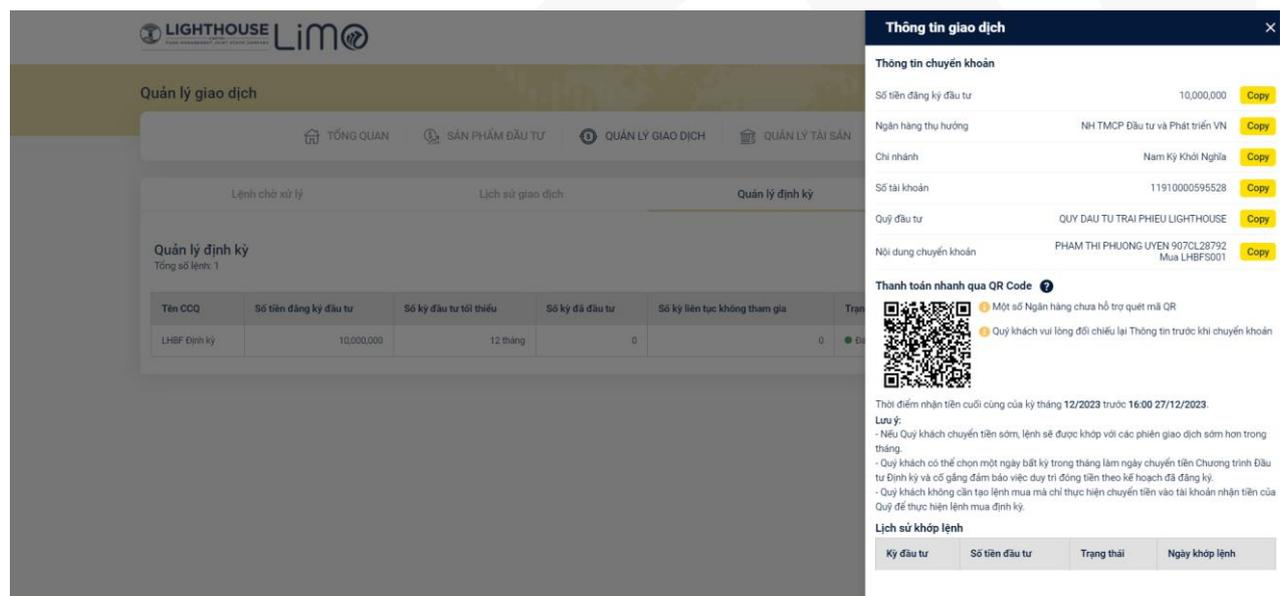 LIGHTHOUSE LiMO
FUND MANAGEMENT JOINT STOCK COMPANY
Quản lý giao dịch
TỔNG QUAN
SẢN PHẨM ĐẦU TƯ
QUẢN LÝ GIAO DỊCH
QUẢN LÝ TÀI SẢN
Lệnh chờ xử lý
Lịch sử giao dịch
Quản lý định kỳ
Quản lý định kỳ
Tổng số lệnh: 1
Tên CCQ Số tiền đăng ký đầu tư Số kỳ đầu tư tối thiểu Số kỳ đã đầu tư Số kỳ liên tục không tham gia Trạn
LHBF Định kỳ 10,000,000 12 tháng 0 0 Đa
Thông tin giao dịch
Thông tin chuyển khoản
Số tiền đăng ký đầu tư 10,000,000 Copy
Ngân hàng thụ hưởng NH TMCP Đầu tư và Phát triển VN Copy
Chi nhánh Nam Kỳ Khởi Nghĩa Copy
Số tài khoản 11910000595528 Copy
Quỹ đầu tư QUY DAU TU TRAI PHIEU LIGHTHOUSE Copy
Nội dung chuyển khoản PHAM THI PHUONG UYEN 907CL28792
Mua LHBFS001 Copy
Thanh toán nhanh qua QR Code ?
Một số Ngân hàng chưa hỗ trợ quét mã QR
Quý khách vui lòng đối chiếu lại Thông tin trước khi chuyển khoản
Thời điểm nhận tiền cuối cùng của kỳ tháng 12/2023 trước 16:00 27/12/2023.
Lưu ý:
- Nếu Quý khách chuyển tiền sớm, lệnh sẽ được khớp với các phiên giao dịch sớm hơn trong
tháng.
- Quý khách có thể chọn một ngày bất kỳ trong tháng làm ngày chuyển tiền Chương trình Đầu
tư Định kỳ và cố gắng đảm bảo việc duy trì đóng tiền theo kế hoạch đã đăng ký.
- Quý khách không cần tạo lệnh mua mà chỉ thực hiện chuyển tiền vào tài khoản nhận tiền của
Quỹ để thực hiện lệnh mua định kỳ.
Lịch sử khớp lệnh
Kỳ đầu tư Số tiền đầu tư Trạng thái Ngày khớp lệnh